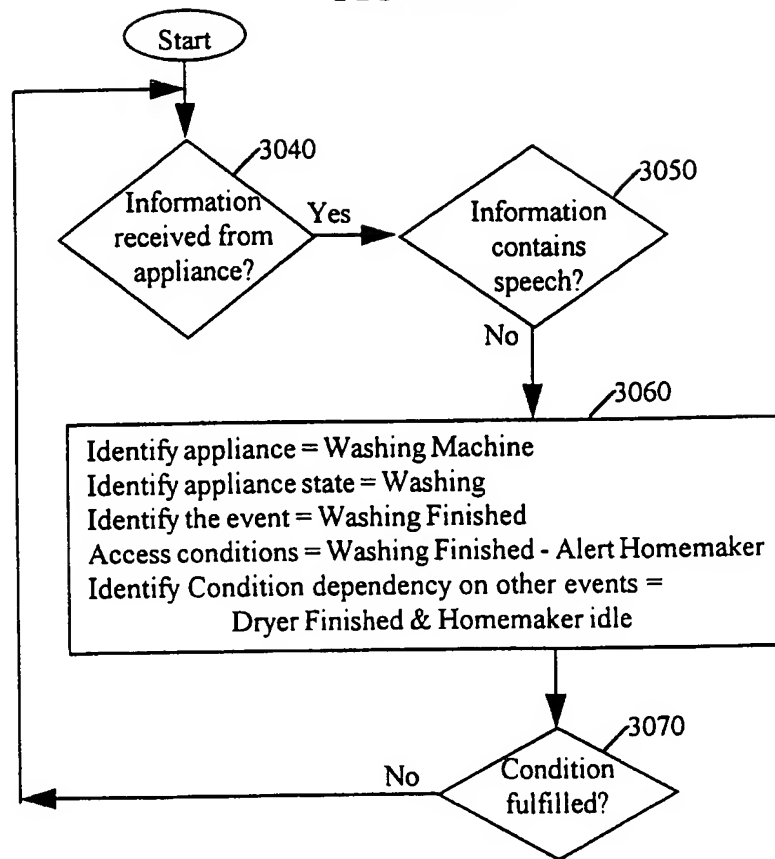 Start
3040
Information
received from
appliance?
Yes
3050
Information
contains
speech?
No
3060
Identify appliance = Washing Machine
Identify appliance state = Washing
Identify the event = Washing Finished
Access conditions = Washing Finished - Alert Homemaker
Identify Condition dependency on other events =
Dryer Finished & Homemaker idle
3070
Condition
fulfilled?
No